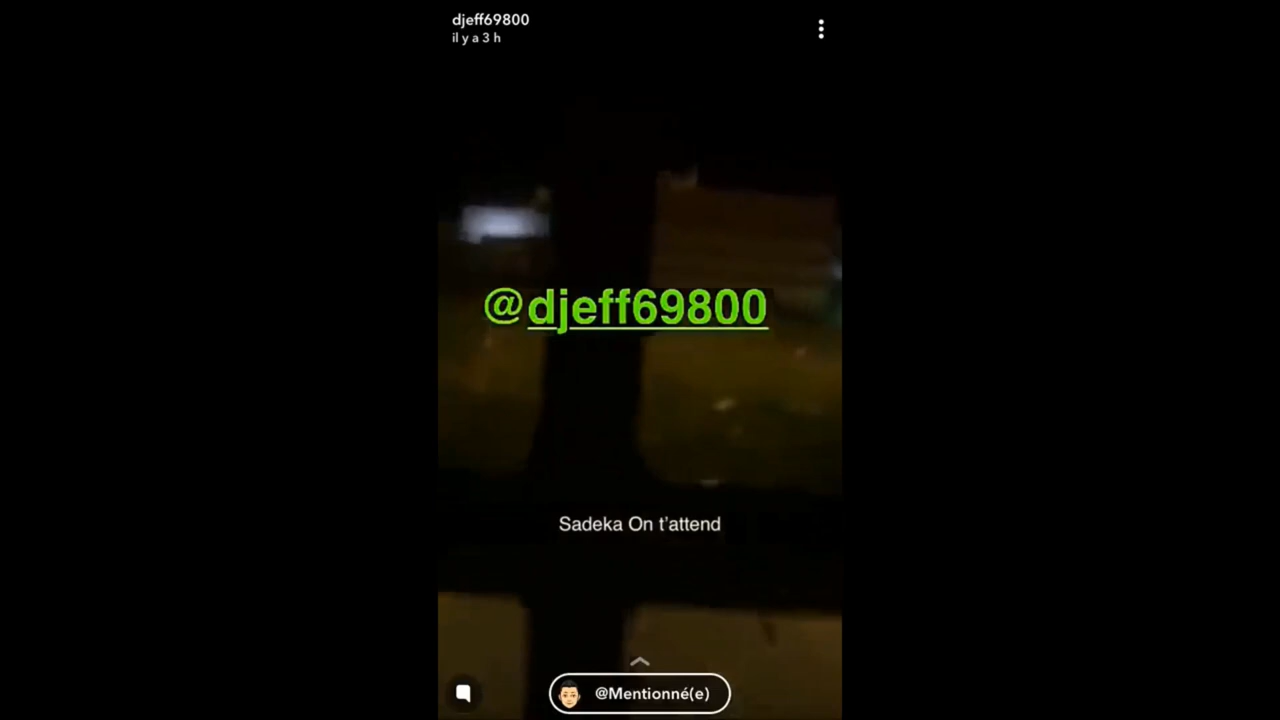 djeff69800
il y a 3 h
@djeff69800
Sadeka On t'attend
@Mentionné(e)